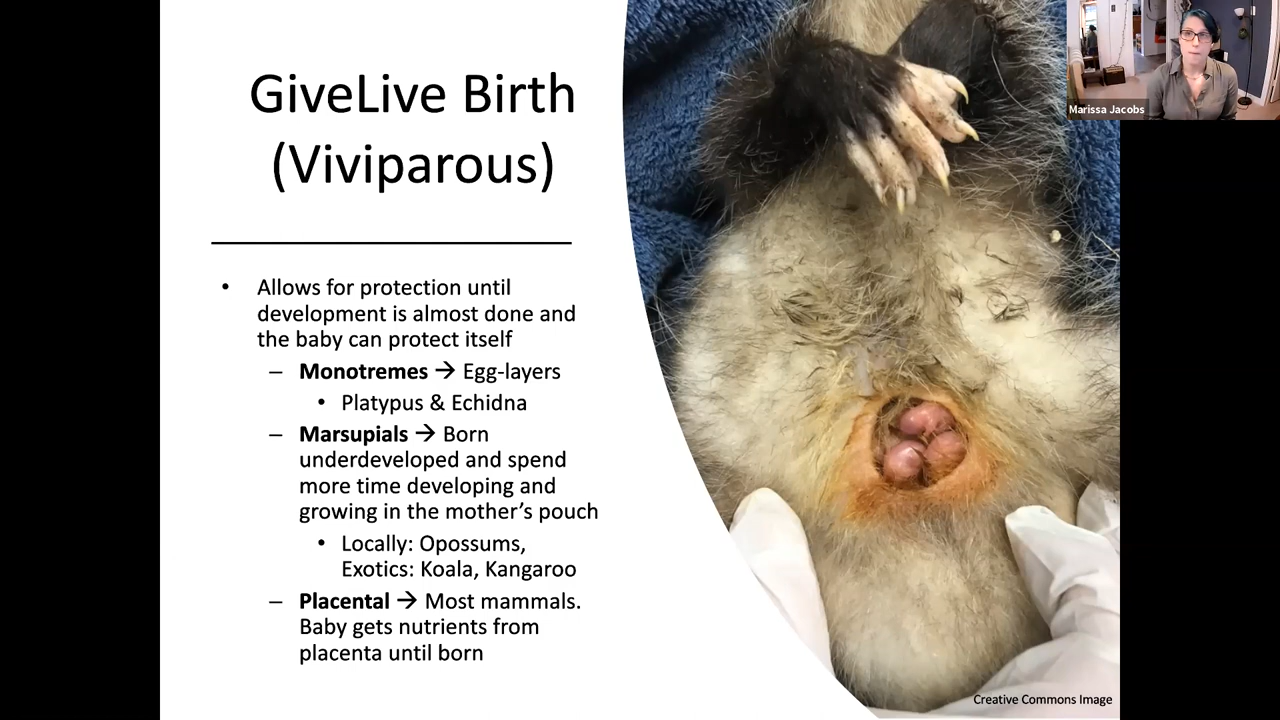 GiveLive Birth
(Viviparous)
• Allows for protection until
development is almost done and
the baby can protect itself
– Monotremes → Egg-layers
• Platypus & Echidna
– Marsupials → Born
underdeveloped and spend
more time developing and
growing in the mother’s pouch
• Locally: Opossums,
Exotics: Koala, Kangaroo
– Placental → Most mammals.
Baby gets nutrients from
placenta until born
Creative Commons Image
Marissa Jacobs